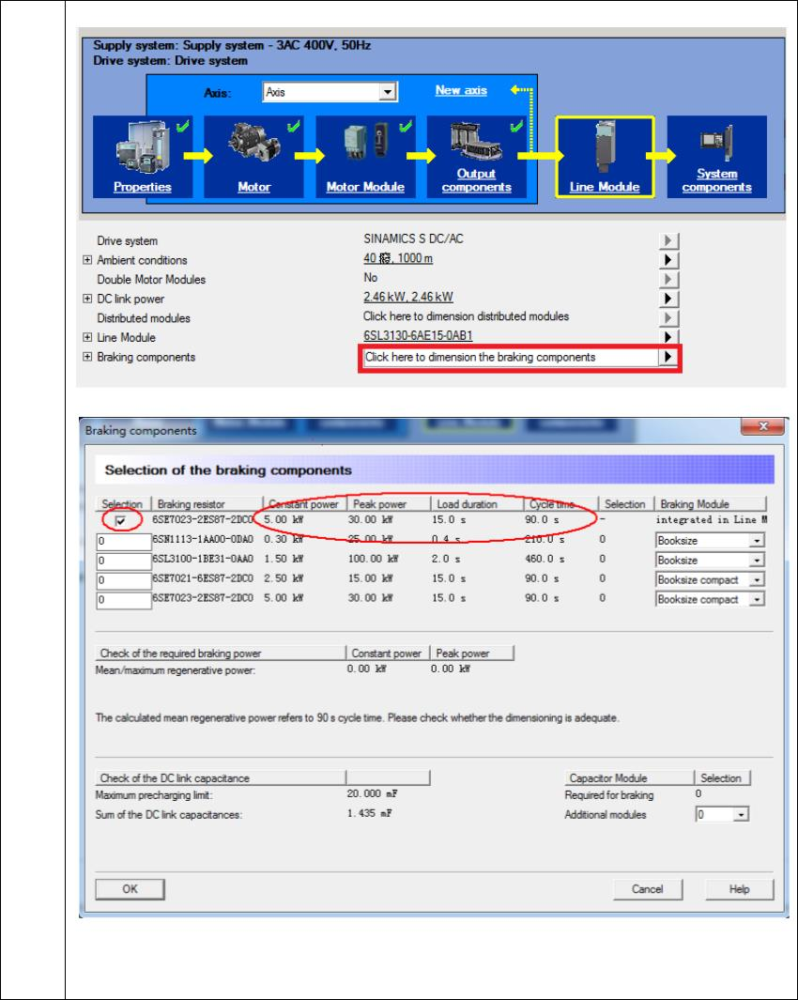 Supply system: Supply system - 3AC 400V, 50Hz
Drive system: Drive system
Axis: Axis New axis
Properties Motor Motor Module Output components Line Module System components
Drive system SINAMICS S DC/AC
Ambient conditions 40 , 1000 m
Double Motor Modules No
DC link power 2.46 kW, 2.46 kW
Distributed modules Click here to dimension distributed modules
Line Module 6SL3130-6AE15-0AB1
Braking components Click here to dimension the braking components
Braking components
Selection of the braking components
Selection Braking resistor Constant power Peak power Load duration Cycle time Selection Braking Module
6SE7023-2ES87-2DC0 5.00 kW 30.00 kW 15.0 s 90.0 s - integrated in Line M
0 6SN1113-1AA00-0DA0 0.30 kW 25.00 kW 0.4 s 210.0 s 0 Booksize
0 6SL3100-1BE31-0AA0 1.50 kW 100.00 kW 2.0 s 460.0 s 0 Booksize
0 6SE7021-6ES87-2DC0 2.50 kW 15.00 kW 15.0 s 90.0 s 0 Booksize compact
0 6SE7023-2ES87-2DC0 5.00 kW 30.00 kW 15.0 s 90.0 s 0 Booksize compact
Check of the required braking power Constant power Peak power
Mean/maximum regenerative power: 0.00 kW 0.00 kW
The calculated mean regenerative power refers to 90 s cycle time. Please check whether the dimensioning is adequate.
Check of the DC link capacitance Capacitor Module Selection
Maximum precharging limit: 20.000 mF Required for braking 0
Sum of the DC link capacitances: 1.435 mF Additional modules 0
OK Cancel Help